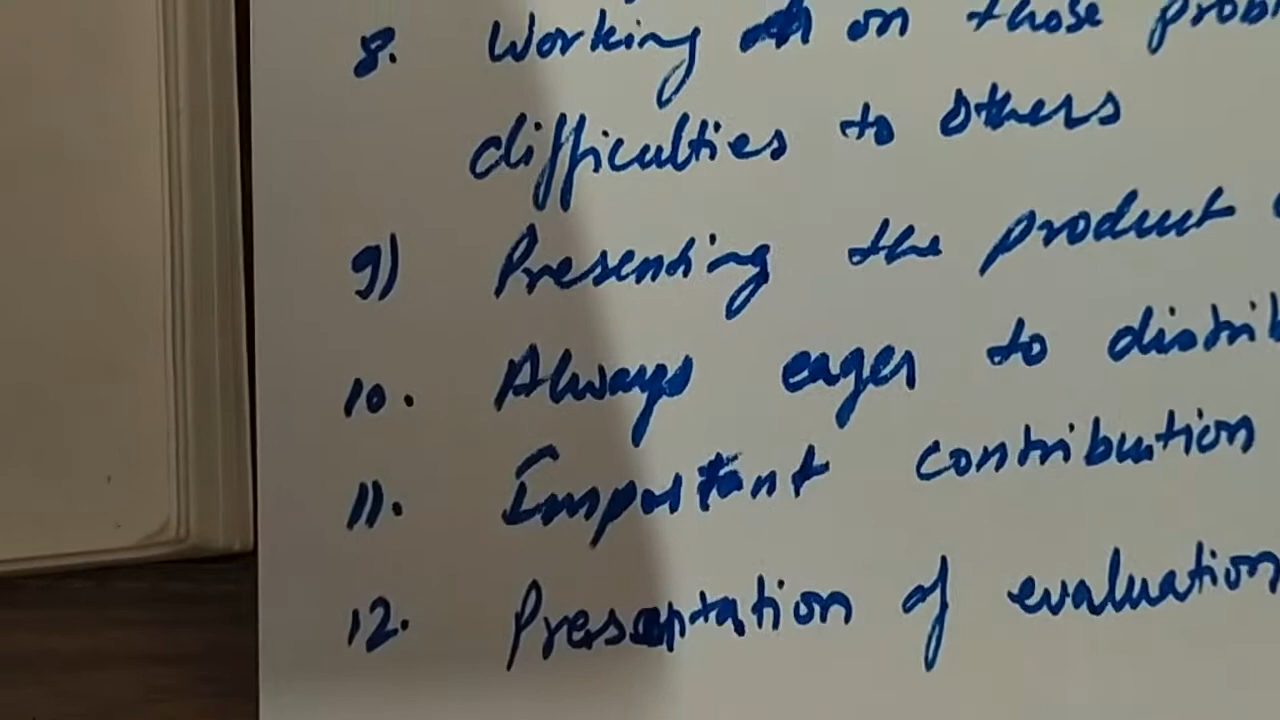 8. Working on those
difficulties to others
9) Presenting the product
10. Always eager to
11. Important contribution
12. Presentation of evaluation